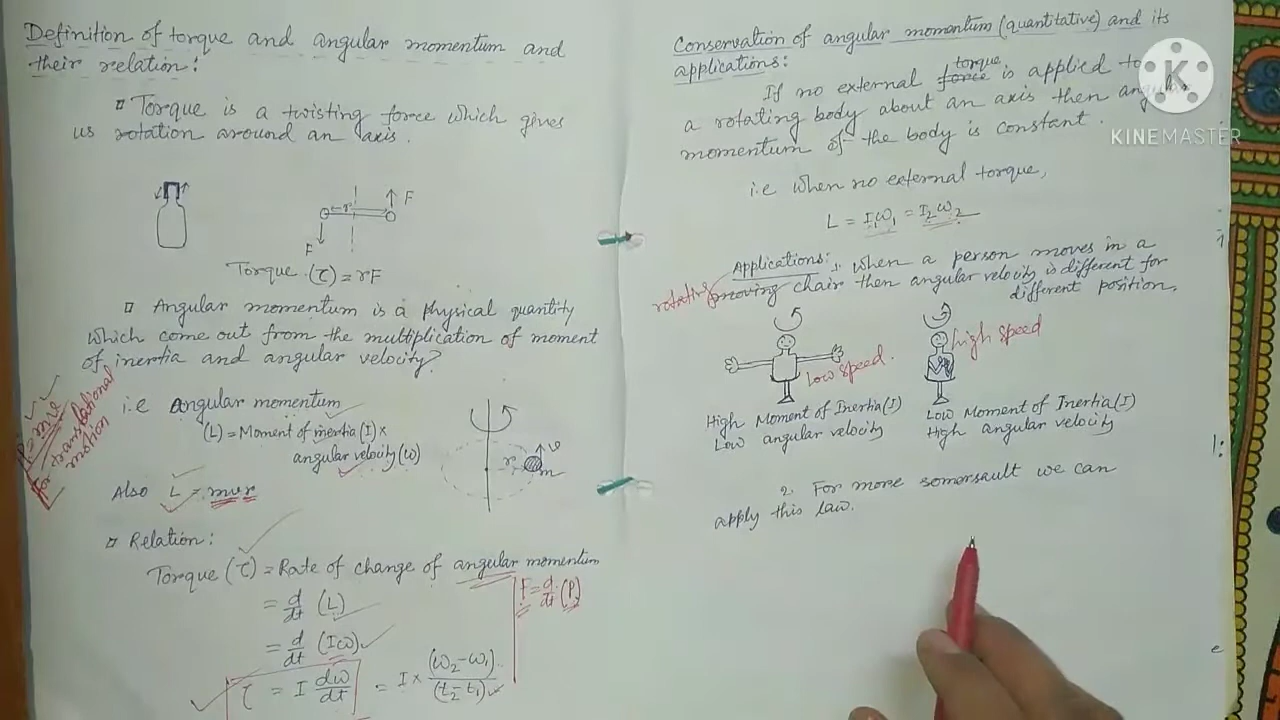 Definition of torque and angular momentum and
their relation:
Torque is a twisting force which gives
us rotation around an axis.
r
F
F
Torque (τ) = rF
Angular momentum is a physical quantity
which come out from the multiplication of moment
of inertia and angular velocity?
i.e Angular momentum
(L) = Moment of inertia (I) ×
angular velocity (ω)
Also L = mvr
P = mv
for translational
motion
r
v
m
Relation:
Torque (τ) = Rate of change of angular momentum
= d/dt (L)
= d/dt (Iω)
τ = I dω/dt = I × (ω2-ω1)/(t2-t1)
F = d/dt (P)
Conservation of angular momentum (quantitative) and its
applications:
torque
If no external force is applied to
a rotating body about an axis then angular
momentum of the body is constant.
i.e when no external torque,
L = I1ω1 = I2ω2
Applications: 1. When a person moves in a
rotating moving chair then angular velocity is different for
different position.
Low speed.
high speed
High Moment of Inertia (I)
Low angular velocity
Low Moment of Inertia (I)
High angular velocity
2. For more somersault we can
apply this law.
K
KINEMASTER